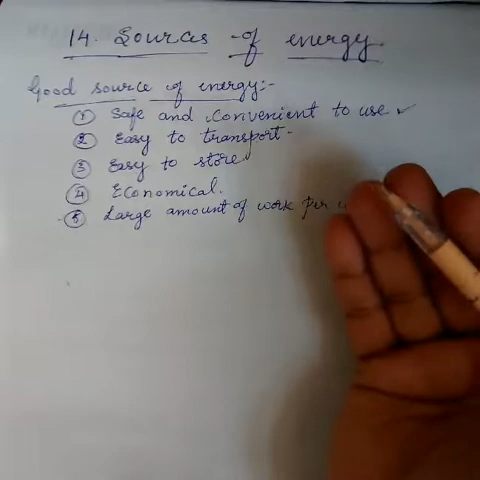 14. Sources of energy.
Good source of energy:-
① Safe and convenient to use ✓
② Easy to transport-
③ Easy to store
④ Economical.
⑤ Large amount of work per